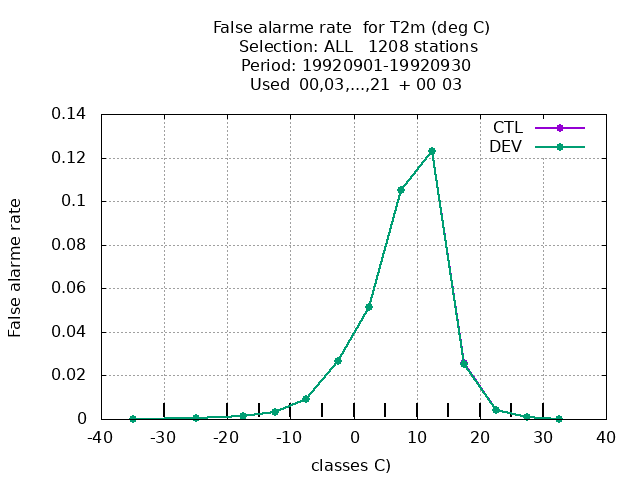 False alarme rate  for T2m (deg C)
Selection: ALL   1208 stations
Period: 19920901-19920930
Used  00,03,...,21  + 00 03
CTL
DEV
0.14
0.12
0.1
0.08
0.06
0.04
0.02
0
False alarme rate
-40 -30 -20 -10 0 10 20 30 40
classes C)